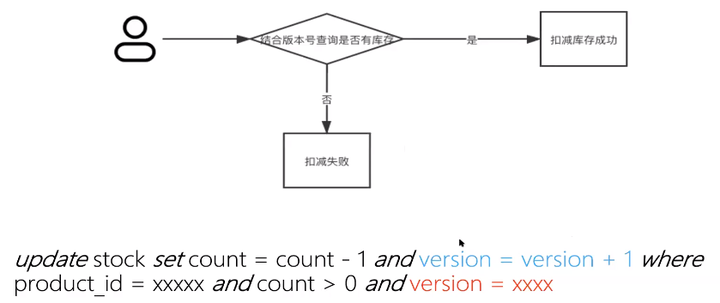 结合版本号查询是否有库存
是
扣减库存成功
否
扣减失败
update stock set count = count - 1 and version = version + 1 where
product_id = xxxxx and count > 0 and version = xxxx